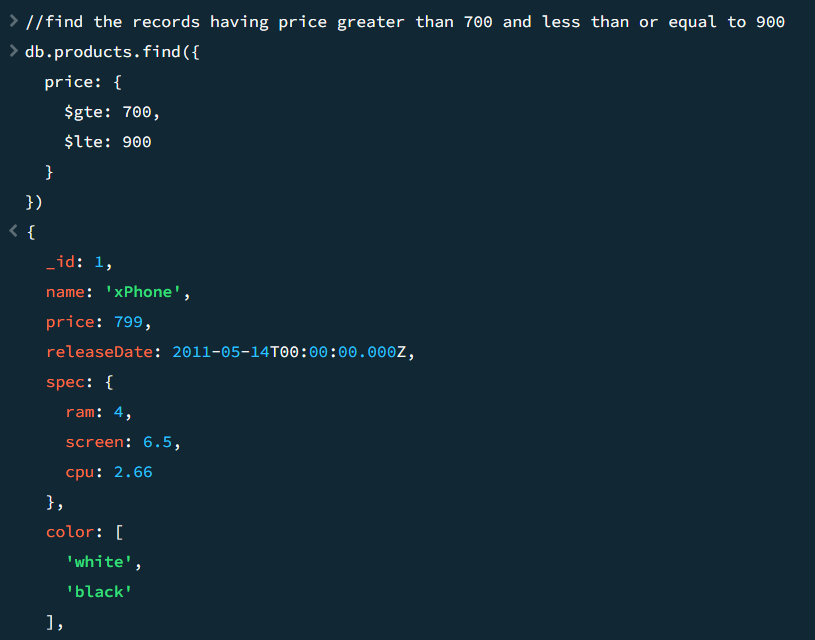 > //find the records having price greater than 700 and less than or equal to 900
> db.products.find({
    price: {
      $gte: 700,
      $lte: 900
    }
  })
< {
    _id: 1,
    name: 'xPhone',
    price: 799,
    releaseDate: 2011-05-14T00:00:00.000Z,
    spec: {
      ram: 4,
      screen: 6.5,
      cpu: 2.66
    },
    color: [
      'white',
      'black'
    ],